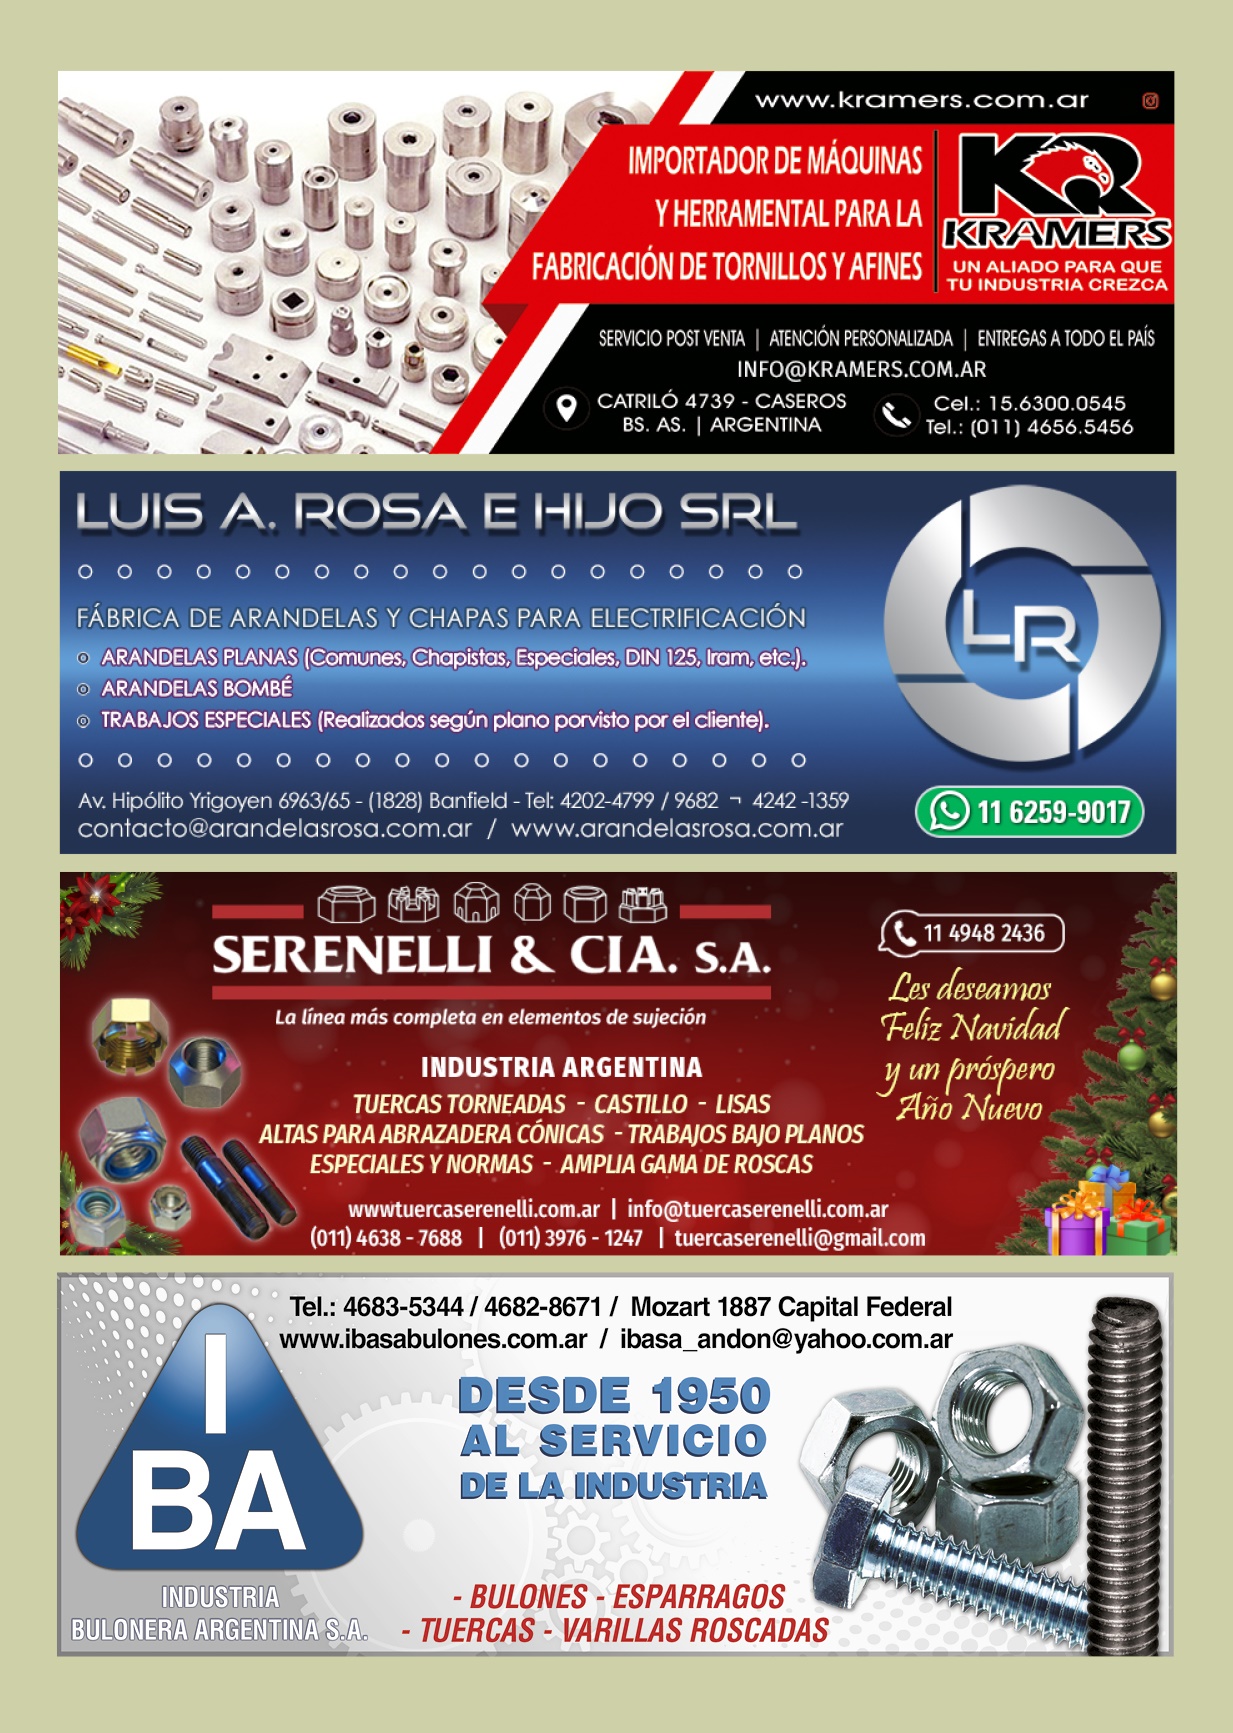 www.kramers.com.ar
IMPORTADOR DE MÁQUINAS
Y HERRAMENTAL PARA LA
FABRICACIÓN DE TORNILLOS Y AFINES
KR
KRAMERS
UN ALIADO PARA QUE
TU INDUSTRIA CREZCA
SERVICIO POST VENTA | ATENCIÓN PERSONALIZADA | ENTREGAS A TODO EL PAÍS
INFO@KRAMERS.COM.AR
CATRILÓ 4739 - CASEROS
BS. AS. | ARGENTINA
Cel.: 15.6300.0545
Tel.: (011) 4656.5456
LUIS A. ROSA E HIJO SRL
FÁBRICA DE ARANDELAS Y CHAPAS PARA ELECTRIFICACIÓN
ARANDELAS PLANAS (Comunes, Chapistas, Especiales, DIN 125, Iram, etc.).
ARANDELAS BOMBÉ
TRABAJOS ESPECIALES (Realizados según plano porvisto por el cliente).
Av. Hipólito Yrigoyen 6963/65 - (1828) Banfield - Tel: 4202-4799 / 9682 ¬ 4242 -1359
contacto@arandelasrosa.com.ar / www.arandelasrosa.com.ar
LR
11 6259-9017
SERENELLI & CIA. S.A.
La línea más completa en elementos de sujeción
INDUSTRIA ARGENTINA
TUERCAS TORNEADAS - CASTILLO - LISAS
ALTAS PARA ABRAZADERA CÓNICAS - TRABAJOS BAJO PLANOS
ESPECIALES Y NORMAS - AMPLIA GAMA DE ROSCAS
wwwtuercaserenelli.com.ar | info@tuercaserenelli.com.ar
(011) 4638 - 7688 | (011) 3976 - 1247 | tuercaserenelli@gmail.com
11 4948 2436
Les deseamos
Feliz Navidad
y un próspero
Año Nuevo
Tel.: 4683-5344 / 4682-8671 / Mozart 1887 Capital Federal
www.ibasabulones.com.ar / ibasa_andon@yahoo.com.ar
I
BA
INDUSTRIA
BULONERA ARGENTINA S.A.
DESDE 1950
AL SERVICIO
DE LA INDUSTRIA
- BULONES - ESPARRAGOS
- TUERCAS - VARILLAS ROSCADAS